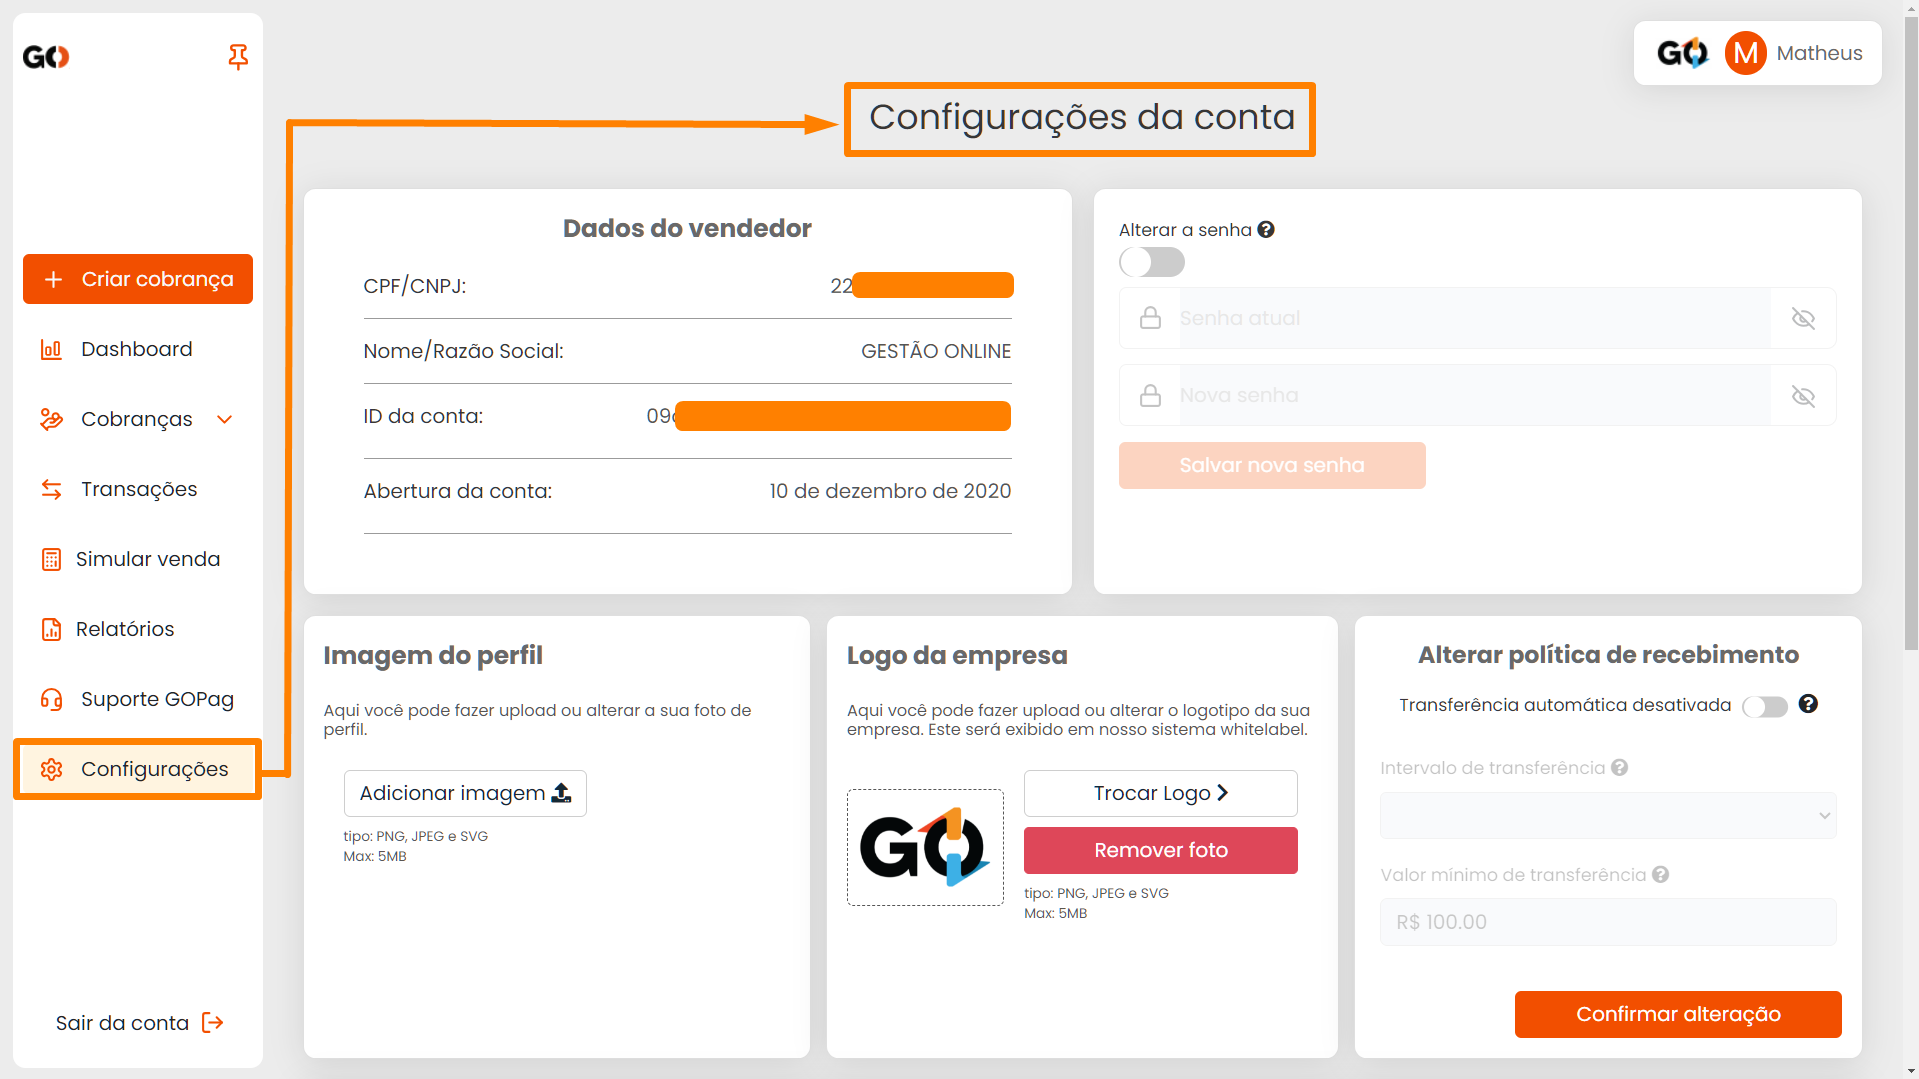 GO
Criar cobrança
Dashboard
Cobranças
Transações
Simular venda
Relatórios
Suporte GOPag
Configurações
Sair da conta
GO
M
Matheus
Configurações da conta
Dados do vendedor
CPF/CNPJ: 22
Nome/Razão Social: GESTÃO ONLINE
ID da conta: 09
Abertura da conta: 10 de dezembro de 2020
Alterar a senha
Senha atual
Nova senha
Salvar nova senha
Imagem do perfil
Aqui você pode fazer upload ou alterar a sua foto de
perfil.
Adicionar imagem
tipo: PNG, JPEG e SVG
Max: 5MB
Logo da empresa
Aqui você pode fazer upload ou alterar o logotipo da sua
empresa. Este será exibido em nosso sistema whitelabel.
GO
Trocar Logo
Remover foto
tipo: PNG, JPEG e SVG
Max: 5MB
Alterar política de recebimento
Transferência automática desativada
Intervalo de transferência
Valor mínimo de transferência
R$ 100.00
Confirmar alteração